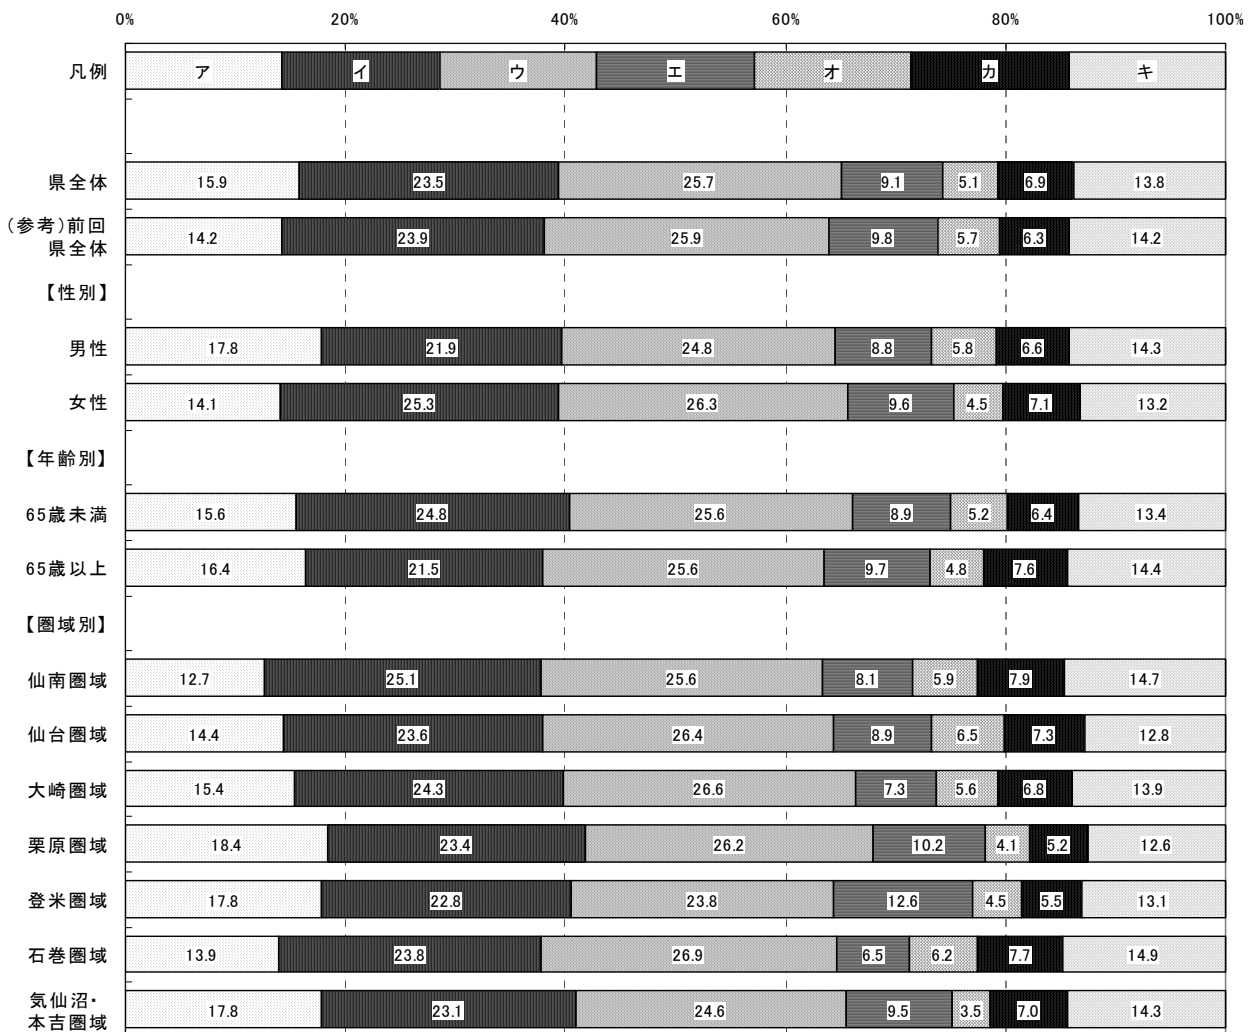 0% 20% 40% 60% 80% 100%
凡例 ア イ ウ エ オ カ キ
県全体 15.9 23.5 25.7 9.1 5.1 6.9 13.8
(参考)前回
県全体 14.2 23.9 25.9 9.8 5.7 6.3 14.2
【性別】
男性 17.8 21.9 24.8 8.8 5.8 6.6 14.3
女性 14.1 25.3 26.3 9.6 4.5 7.1 13.2
【年齢別】
65歳未満 15.6 24.8 25.6 8.9 5.2 6.4 13.4
65歳以上 16.4 21.5 25.6 9.7 4.8 7.6 14.4
【圏域別】
仙南圏域 12.7 25.1 25.6 8.1 5.9 7.9 14.7
仙台圏域 14.4 23.6 26.4 8.9 6.5 7.3 12.8
大崎圏域 15.4 24.3 26.6 7.3 5.6 6.8 13.9
栗原圏域 18.4 23.4 26.2 10.2 4.1 5.2 12.6
登米圏域 17.8 22.8 23.8 12.6 4.5 5.5 13.1
石巻圏域 13.9 23.8 26.9 6.5 6.2 7.7 14.9
気仙沼・
本吉圏域 17.8 23.1 24.6 9.5 3.5 7.0 14.3